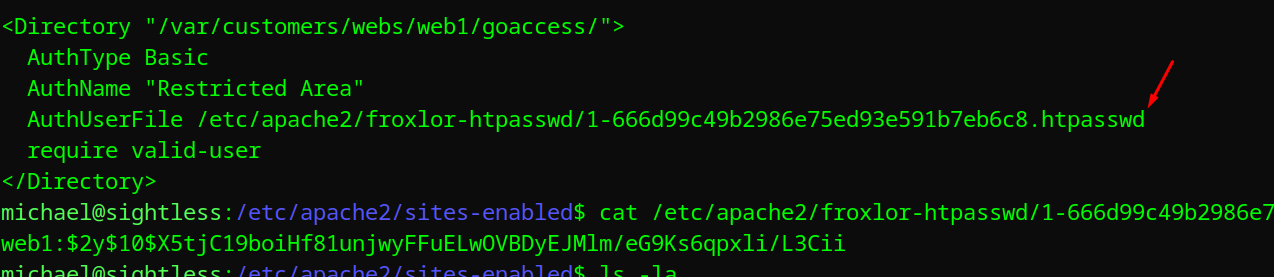 <Directory "/var/customers/webs/web1/goaccess/">
  AuthType Basic
  AuthName "Restricted Area"
  AuthUserFile /etc/apache2/froxlor-htpasswd/1-666d99c49b2986e75ed93e591b7eb6c8.htpasswd
  require valid-user
</Directory>
michael@sightless:/etc/apache2/sites-enabled$ cat /etc/apache2/froxlor-htpasswd/1-666d99c49b2986e7
web1:$2y$10$X5tjC19boiHf81unjwyFFuELwOVBDyEJMlm/eG9Ks6qpxli/L3Cii
michael@sightless:/etc/apache2/sites-enabled$ ls -la